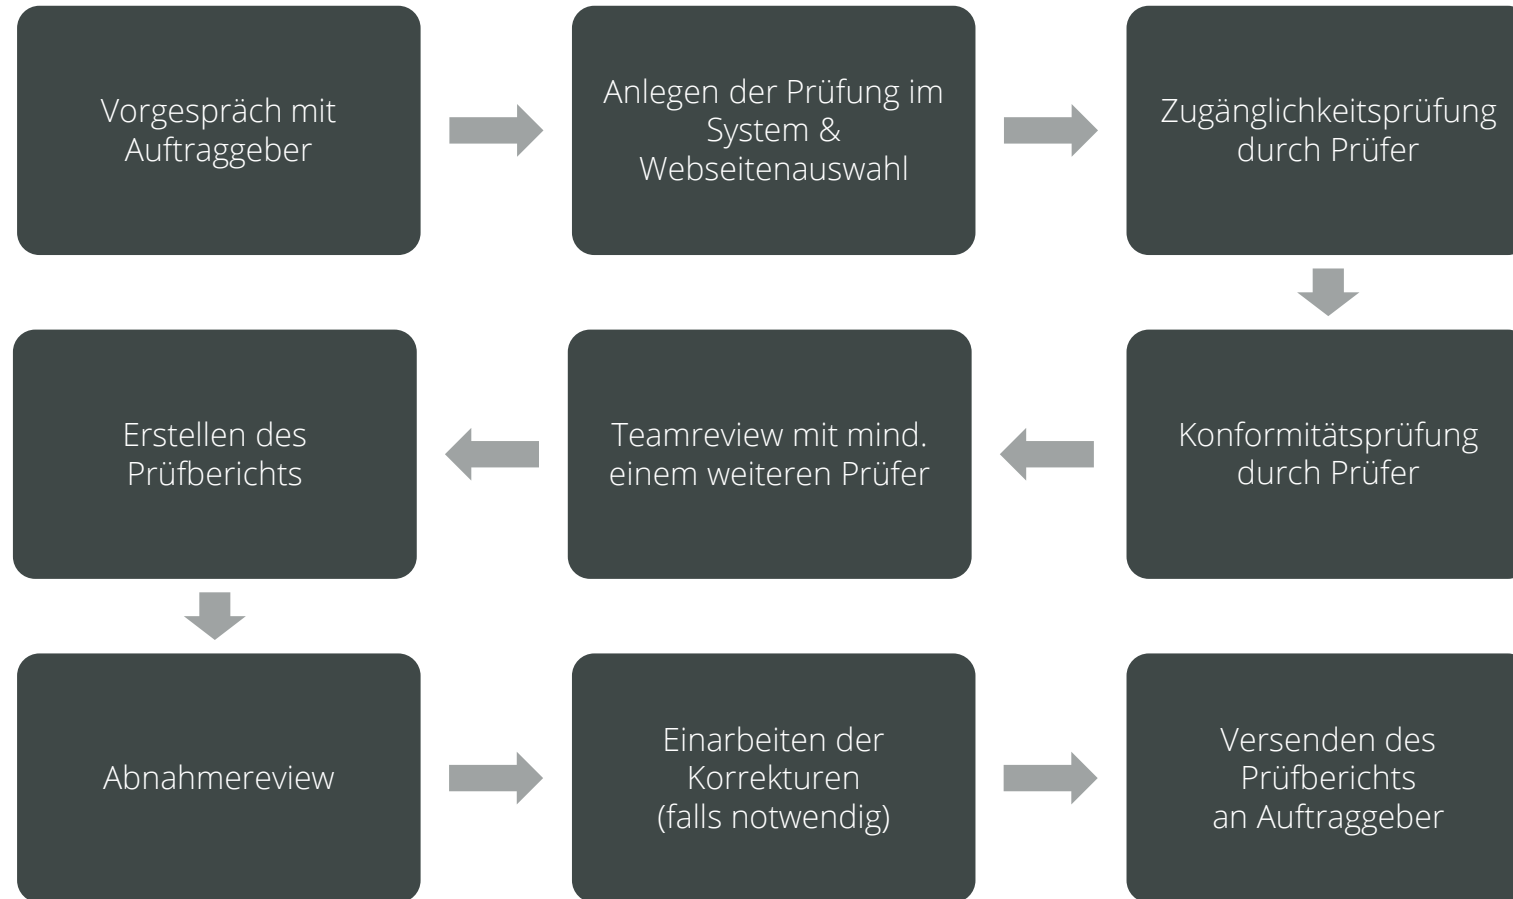 Vorgespräch mit
Auftraggeber
Anlegen der Prüfung im
System &
Webseitenauswahl
Zugänglichkeitsprüfung
durch Prüfer
Konformitätsprüfung
durch Prüfer
Teamreview mit mind.
einem weiteren Prüfer
Erstellen des
Prüfberichts
Abnahmereview
Einarbeiten der
Korrekturen
(falls notwendig)
Versenden des
Prüfberichts
an Auftraggeber